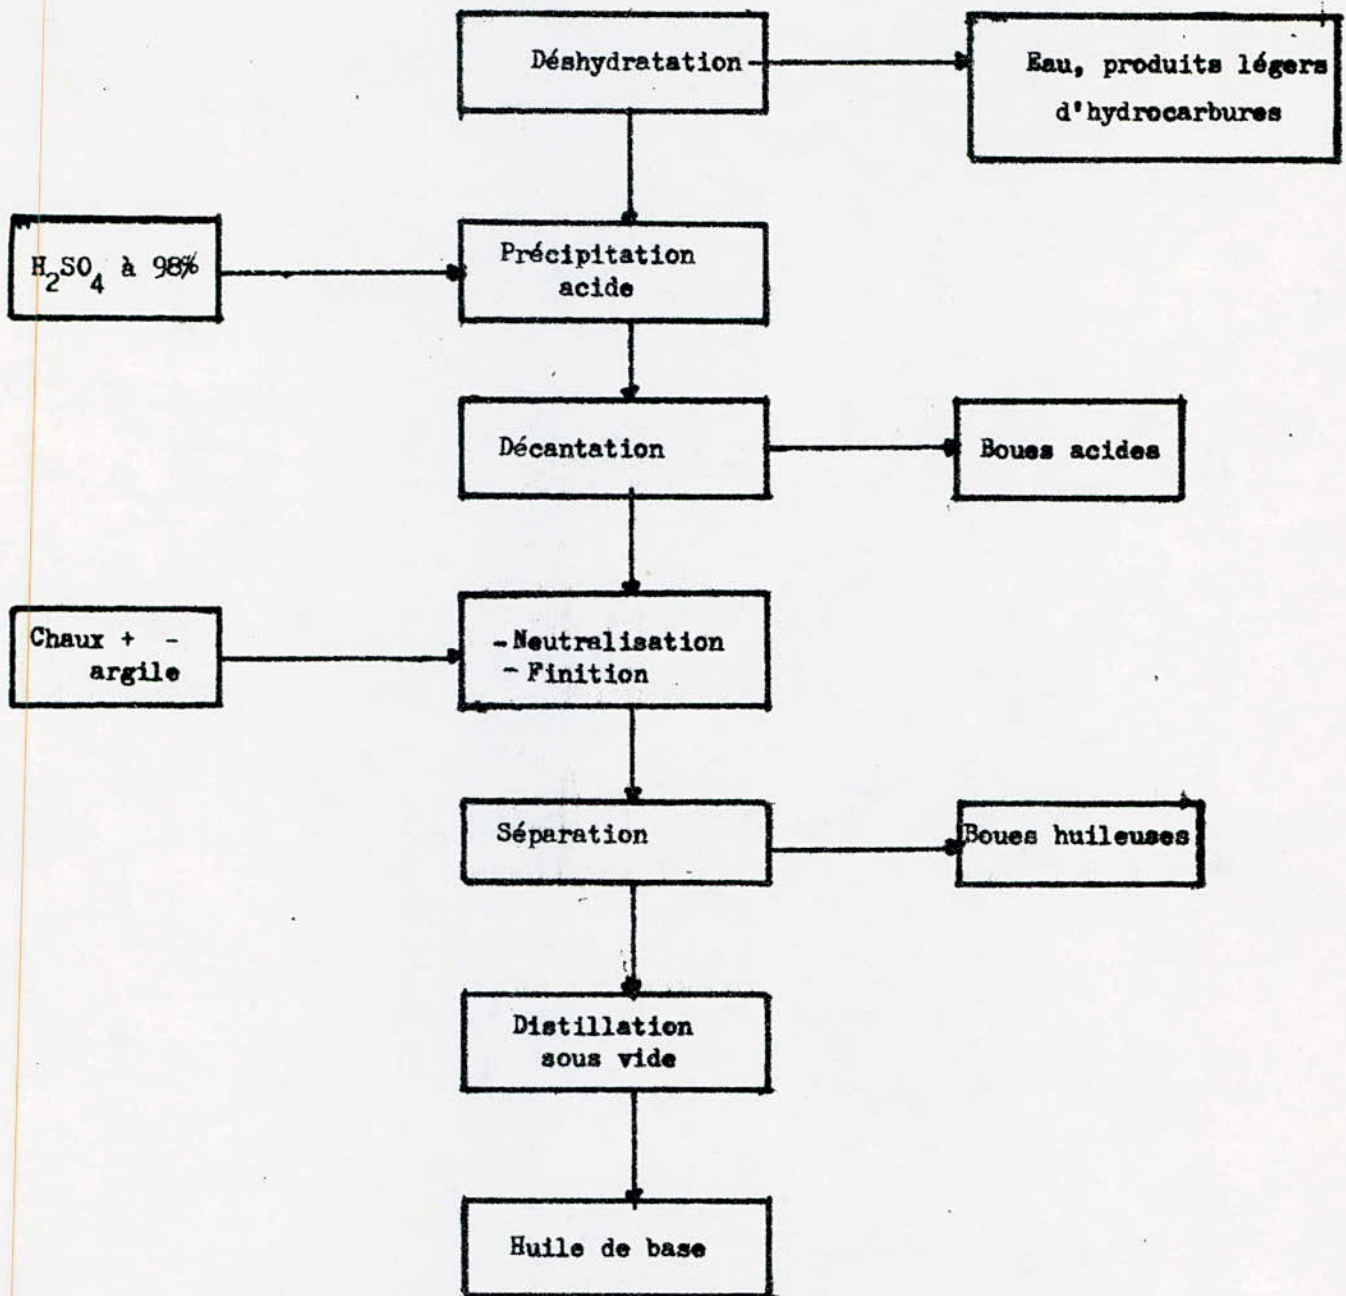 Déshydratation -
Eau, produits légers
d'hydrocarbures
H₂SO₄ à 98%
Précipitation
acide
Décantation
Boues acides
Chaux + -
argile
- Neutralisation
- Finition
Séparation
Boues huileuses
Distillation
sous vide
Huile de base